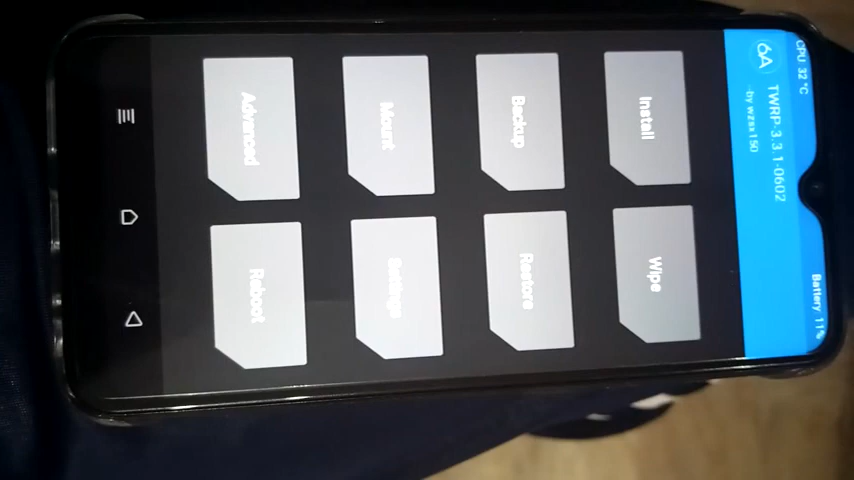 CPU 32 °C
Battery 11%
TWRP-3.3.1-0602
-by wzsx150
Install
Wipe
Backup
Restore
Mount
Settings
Advanced
Reboot